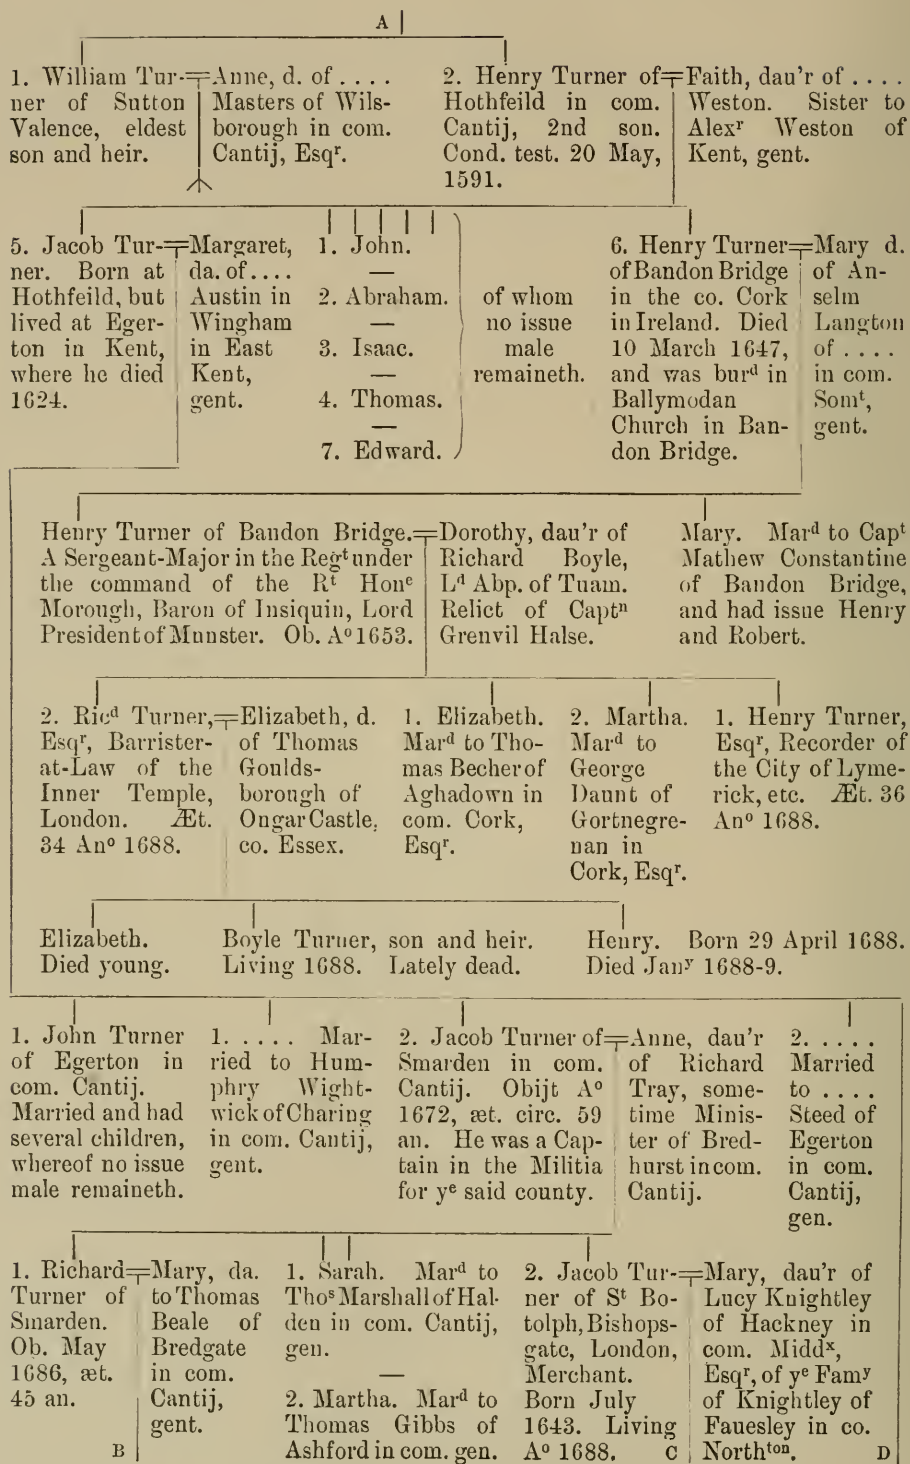 A
1. William Tur-
ner of Sutton
Valence, eldest
son and heir.
Anne, d. of . . . .
Masters of Wils-
borough in com.
Cantij, Esqʳ.
2. Henry Turner of
Hothfeild in com.
Cantij, 2nd son.
Cond. test. 20 May,
1591.
Faith, dau'r of . . . .
Weston. Sister to
Alexʳ Weston of
Kent, gent.
5. Jacob Tur-
ner. Born at
Hothfeild, but
lived at Eger-
ton in Kent,
where he died
1624.
Margaret,
da. of . . . .
Austin in
Wingham
in East
Kent,
gent.
1. John.
—
2. Abraham.
—
3. Isaac.
—
4. Thomas.
—
7. Edward.
of whom
no issue
male
remaineth.
6. Henry Turner
of Bandon Bridge
in the co. Cork
in Ireland. Died
10 March 1647,
and was burᵈ in
Ballymodan
Church in Ban-
don Bridge.
Mary d.
of An-
selm
Langton
of . . . .
in com.
Somᵗ,
gent.
Henry Turner of Bandon Bridge.
A Sergeant-Major in the Regᵗ under
the command of the Rᵗ Honᵉ
Morough, Baron of Insiquin, Lord
President of Munster. Ob. Aᵒ 1653.
Dorothy, dau'r of
Richard Boyle,
Lᵈ Abp. of Tuam.
Relict of Captⁿ
Grenvil Halse.
Mary. Marᵈ to Capᵗ
Mathew Constantine
of Bandon Bridge,
and had issue Henry
and Robert.
2. Ricᵈ Turner,
Esqʳ, Barrister-
at-Law of the
Inner Temple,
London. Æt.
34 Anᵒ 1688.
Elizabeth, d.
of Thomas
Goulds-
borough of
Ongar Castle,
co. Essex.
1. Elizabeth.
Marᵈ to Tho-
mas Becher of
Aghadown in
com. Cork,
Esqʳ.
2. Martha.
Marᵈ to
George
Daunt of
Gortnegre-
nan in
Cork, Esqʳ.
1. Henry Turner,
Esqʳ, Recorder of
the City of Lyme-
rick, etc. Æt. 36
Anᵒ 1688.
Elizabeth.
Died young.
Boyle Turner, son and heir.
Living 1688. Lately dead.
Henry. Born 29 April 1688.
Died Janʸ 1688-9.
1. John Turner
of Egerton in
com. Cantij.
Married and had
several children,
whereof no issue
male remaineth.
1. . . . . Mar-
ried to Hum-
phry Wight-
wick of Charing
in com. Cantij,
gent.
2. Jacob Turner of
Smarden in com.
Cantij. Obijt Aᵒ
1672, æt. circ. 59
an. He was a Cap-
tain in the Militia
for yᵉ said county.
Anne, dau'r
of Richard
Tray, some-
time Minis-
ter of Bred-
hurst in com.
Cantij.
2. . . . .
Married
to . . . .
Steed of
Egerton
in com.
Cantij,
gen.
1. Richard
Turner of
Smarden.
Ob. May
1686, æt.
45 an.
Mary, da.
to Thomas
Beale of
Bredgate
in com.
Cantij,
gent.
B
1. Sarah. Marᵈ to
Thoˢ Marshall of Hal-
den in com. Cantij,
gen.
—
2. Martha. Marᵈ to
Thomas Gibbs of
Ashford in com. gen.
2. Jacob Tur-
ner of Sᵗ Bo-
tolph, Bishops-
gate, London,
Merchant.
Born July
1643. Living
Aᵒ 1688. C
Mary, dau'r of
Lucy Knightley
of Hackney in
com. Middˣ,
Esqʳ, of yᵉ Famʸ
of Knightley of
Fauesley in co.
Northᵗᵒⁿ. D